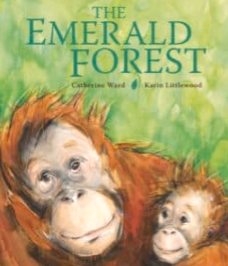 THE
EMERALD
FOREST
Catherine Ward Karin Littlewood